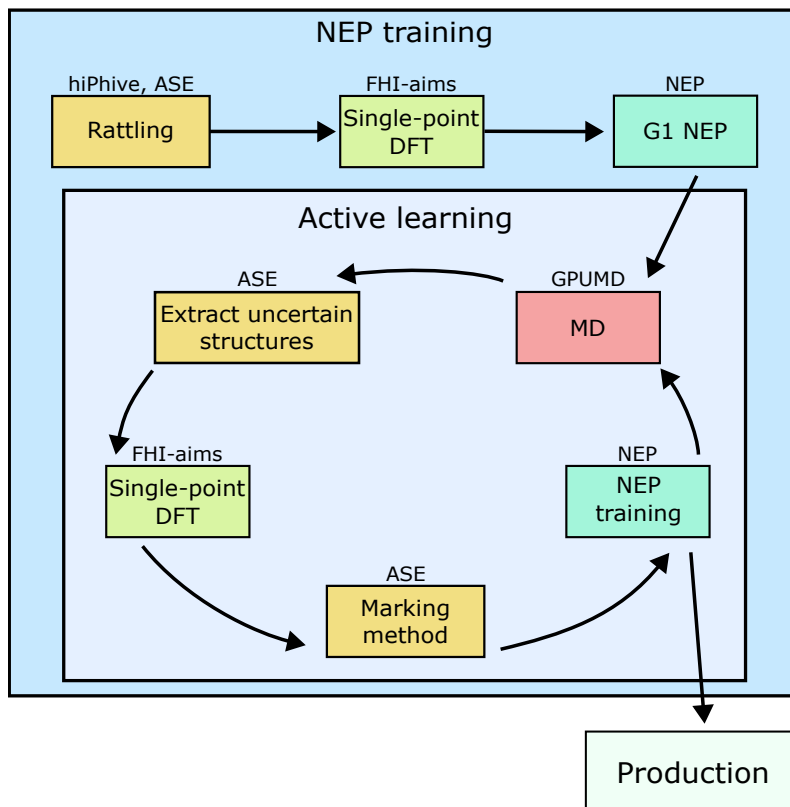 NEP training
hiPhive, ASE
Rattling
FHI-aims
Single-point
DFT
NEP
G1 NEP
Active learning
GPUMD
MD
ASE
Extract uncertain
structures
FHI-aims
Single-point
DFT
ASE
Marking
method
NEP
NEP
training
Production